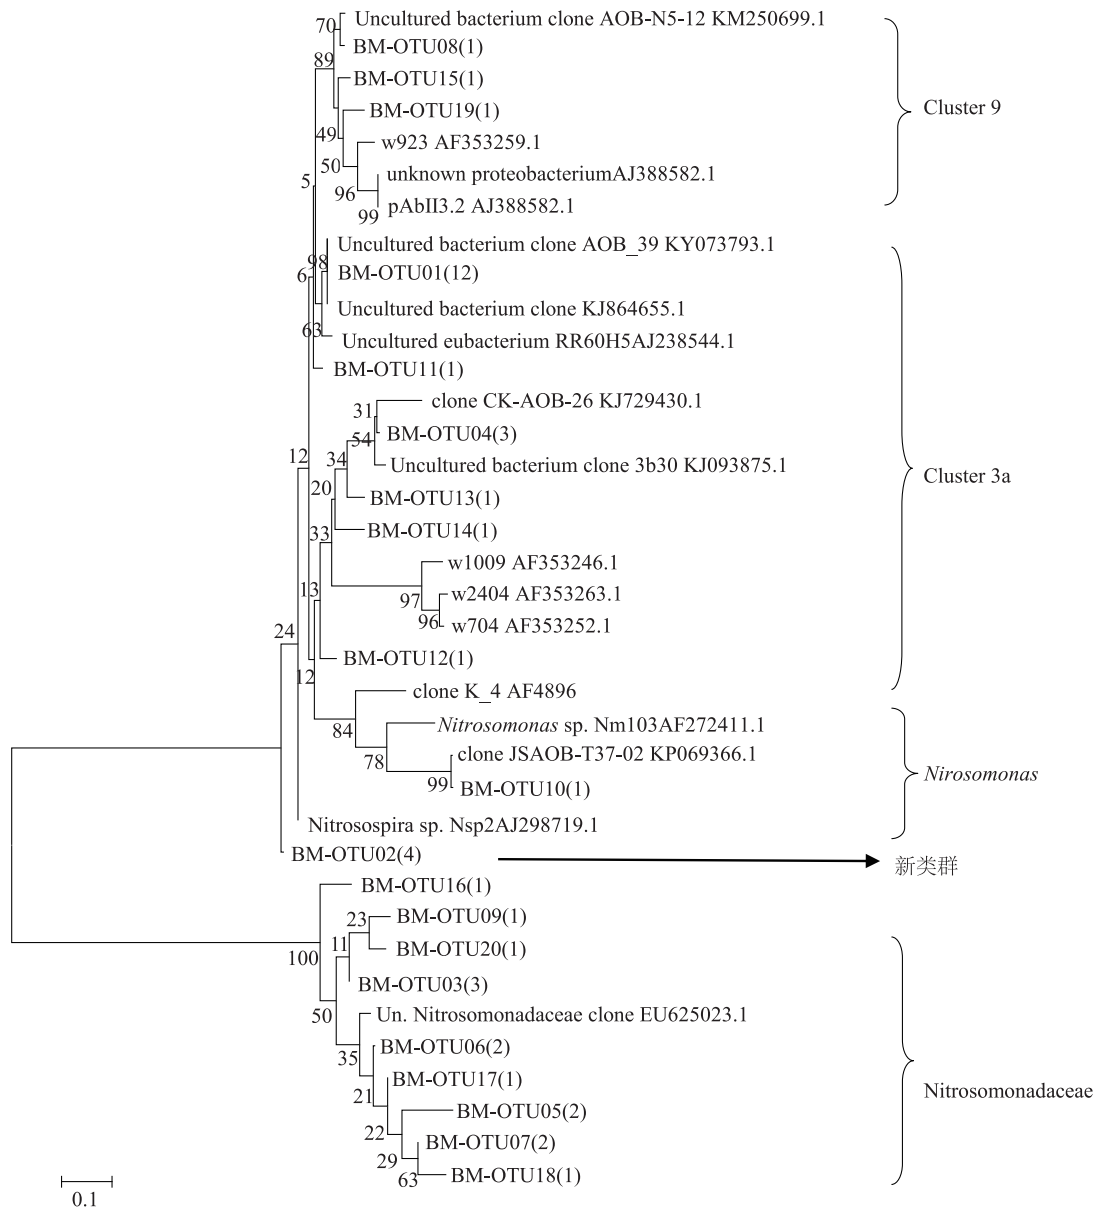 70
Uncultured bacterium clone AOB-N5-12 KM250699.1
BM-OTU08(1)
89
BM-OTU15(1)
BM-OTU19(1)
Cluster 9
49
w923 AF353259.1
50
unknown proteobacteriumAJ388582.1
5
96
pAbII3.2 AJ388582.1
99
Uncultured bacterium clone AOB_39 KY073793.1
98
6
BM-OTU01(12)
Uncultured bacterium clone KJ864655.1
63
Uncultured eubacterium RR60H5AJ238544.1
BM-OTU11(1)
clone CK-AOB-26 KJ729430.1
31
BM-OTU04(3)
54
12
34
Uncultured bacterium clone 3b30 KJ093875.1
Cluster 3a
20
BM-OTU13(1)
33
BM-OTU14(1)
w1009 AF353246.1
13
97
w2404 AF353263.1
96
w704 AF353252.1
24
BM-OTU12(1)
12
clone K_4 AF4896
84
Nitrosomonas sp. Nm103AF272411.1
78
clone JSAOB-T37-02 KP069366.1
Nirosomonas
99
BM-OTU10(1)
Nitrosospira sp. Nsp2AJ298719.1
BM-OTU02(4)
新类群
BM-OTU16(1)
23
BM-OTU09(1)
11
BM-OTU20(1)
100
BM-OTU03(3)
50
Un. Nitrosomonadaceae clone EU625023.1
35
BM-OTU06(2)
BM-OTU17(1)
Nitrosomonadaceae
21
BM-OTU05(2)
22
BM-OTU07(2)
29
63
BM-OTU18(1)
0.1